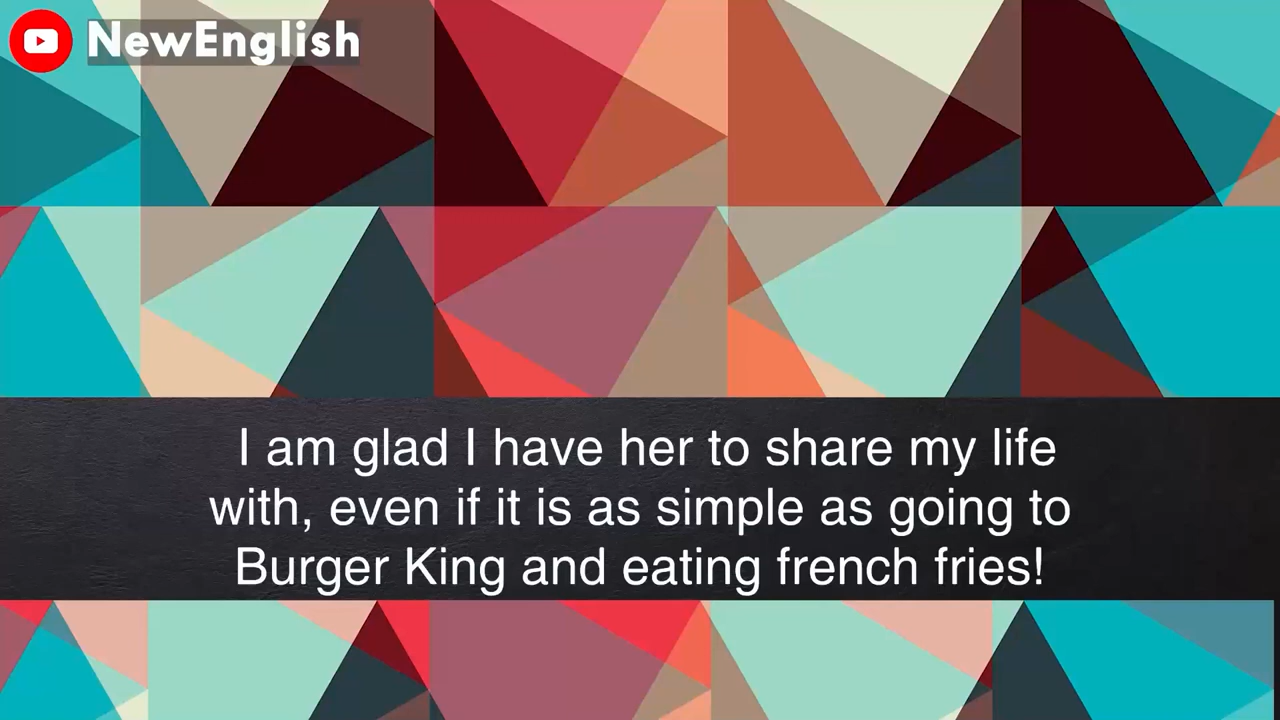 NewEnglish
I am glad I have her to share my life
with, even if it is as simple as going to
Burger King and eating french fries!